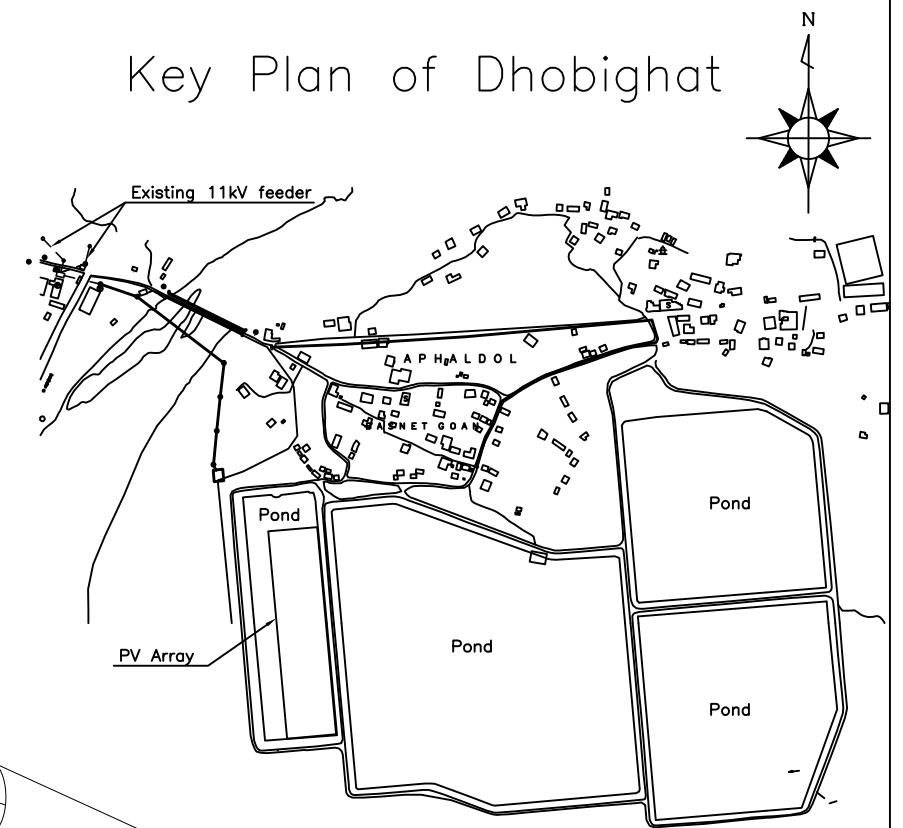 N
Key Plan of Dhobighat
Existing 11kV feeder
S
APHALDOL
S
BASNET GOAN
Pond
Pond
Pond
PV Array
Pond